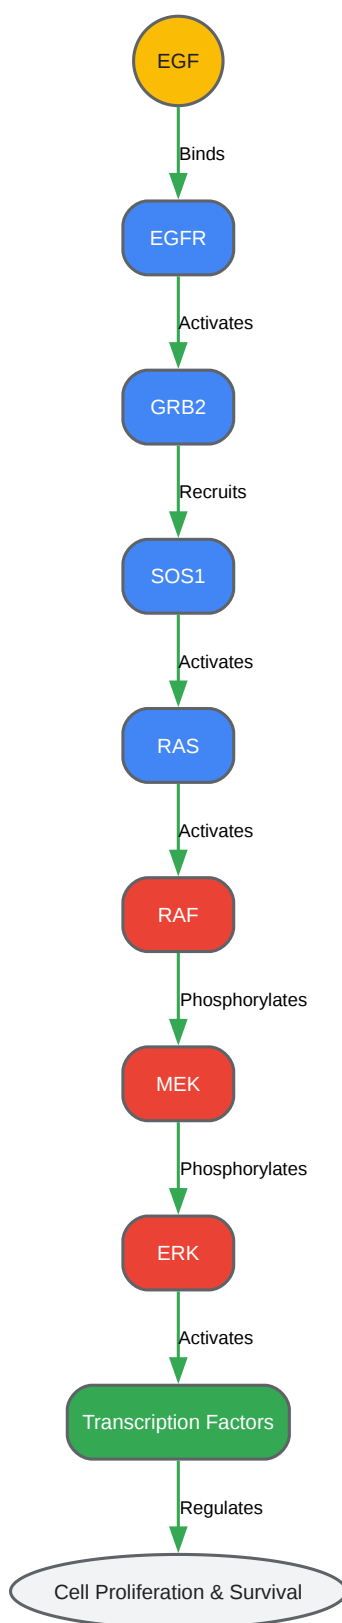 EGF
Binds
EGFR
Activates
GRB2
Recruits
SOS1
Activates
RAS
Activates
RAF
Phosphorylates
MEK
Phosphorylates
ERK
Activates
Transcription Factors
Regulates
Cell Proliferation & Survival